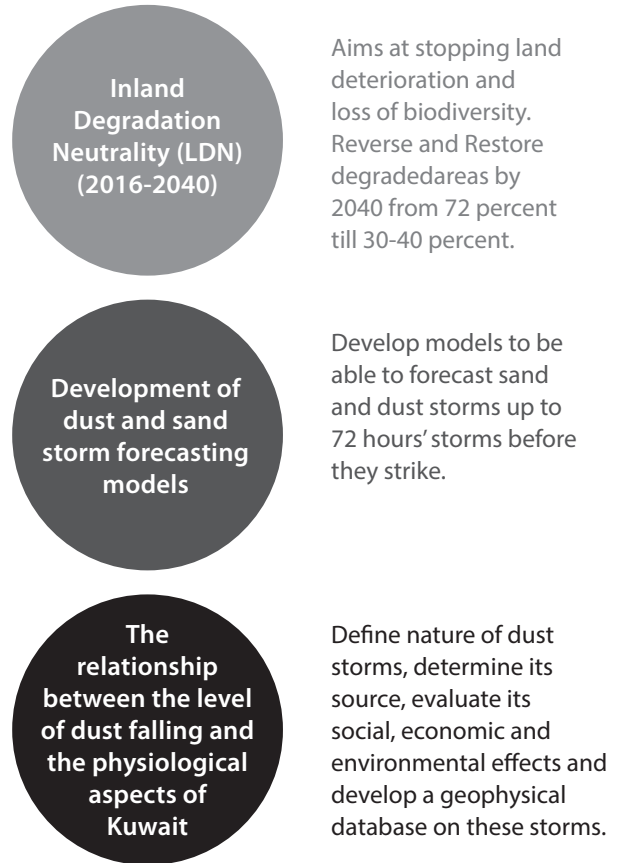 Inland
Degradation
Neutrality (LDN)
(2016-2040)
Aims at stopping land
deterioration and
loss of biodiversity.
Reverse and Restore
degradedareas by
2040 from 72 percent
till 30-40 percent.
Development of
dust and sand
storm forecasting
models
Develop models to be
able to forecast sand
and dust storms up to
72 hours’ storms before
they strike.
The
relationship
between the level
of dust falling and
the physiological
aspects of
Kuwait
Define nature of dust
storms, determine its
source, evaluate its
social, economic and
environmental effects and
develop a geophysical
database on these storms.